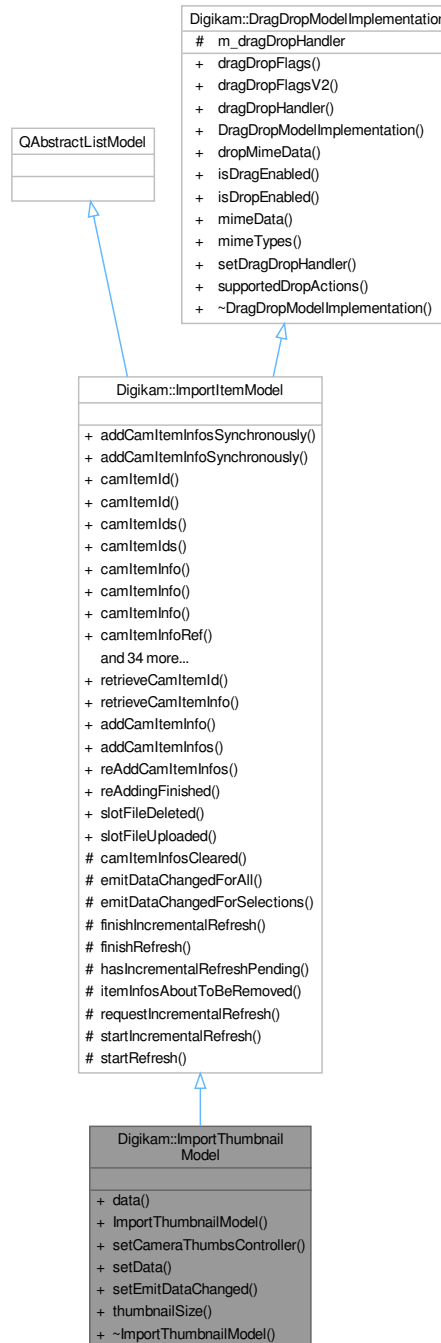 Digikam::DragDropModelImplementation
# m_dragDropHandler
+ dragDropFlags()
+ dragDropFlagsV2()
+ dragDropHandler()
+ DragDropModelImplementation()
+ dropMimeData()
+ isDragEnabled()
+ isDropEnabled()
+ mimeData()
+ mimeTypes()
+ setDragDropHandler()
+ supportedDropActions()
+ ~DragDropModelImplementation()
QAbstractListModel
Digikam::ImportItemModel
+ addCamItemInfosSynchronously()
+ addCamItemInfoSynchronously()
+ camItemId()
+ camItemId()
+ camItemIds()
+ camItemIds()
+ camItemInfo()
+ camItemInfo()
+ camItemInfo()
+ camItemInfoRef()
and 34 more...
+ retrieveCamItemId()
+ retrieveCamItemInfo()
+ addCamItemInfo()
+ addCamItemInfos()
+ reAddCamItemInfos()
+ reAddingFinished()
+ slotFileDeleted()
+ slotFileUploaded()
# camItemInfosCleared()
# emitDataChangedForAll()
# emitDataChangedForSelections()
# finishIncrementalRefresh()
# finishRefresh()
# hasIncrementalRefreshPending()
# itemInfosAboutToBeRemoved()
# requestIncrementalRefresh()
# startIncrementalRefresh()
# startRefresh()
Digikam::ImportThumbnail
Model
+ data()
+ ImportThumbnailModel()
+ setCameraThumbsController()
+ setData()
+ setEmitDataChanged()
+ thumbnailSize()
+ ~ImportThumbnailModel()